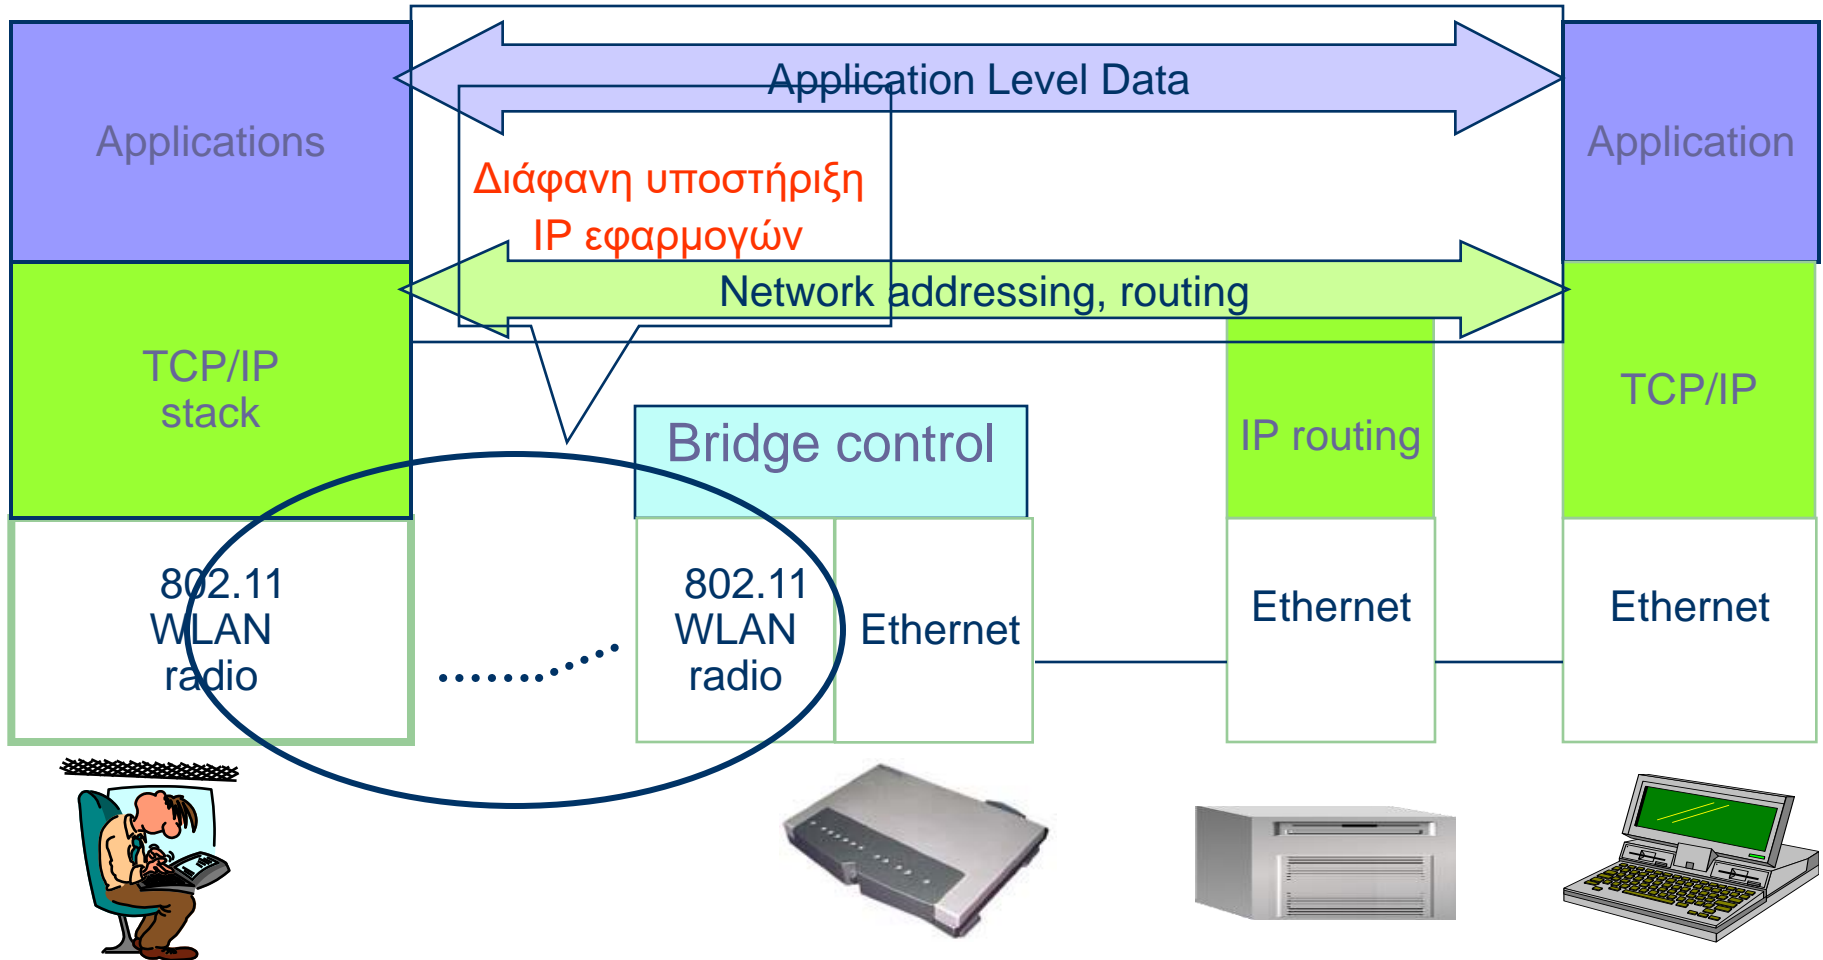 Application Level Data
Applications
Application
Διάφανη υποστήριξη
IP εφαρμογών
Network addressing, routing
TCP/IP
stack
Bridge control
IP routing
TCP/IP
802.11
WLAN
radio
802.11
WLAN
radio
Ethernet
Ethernet
Ethernet